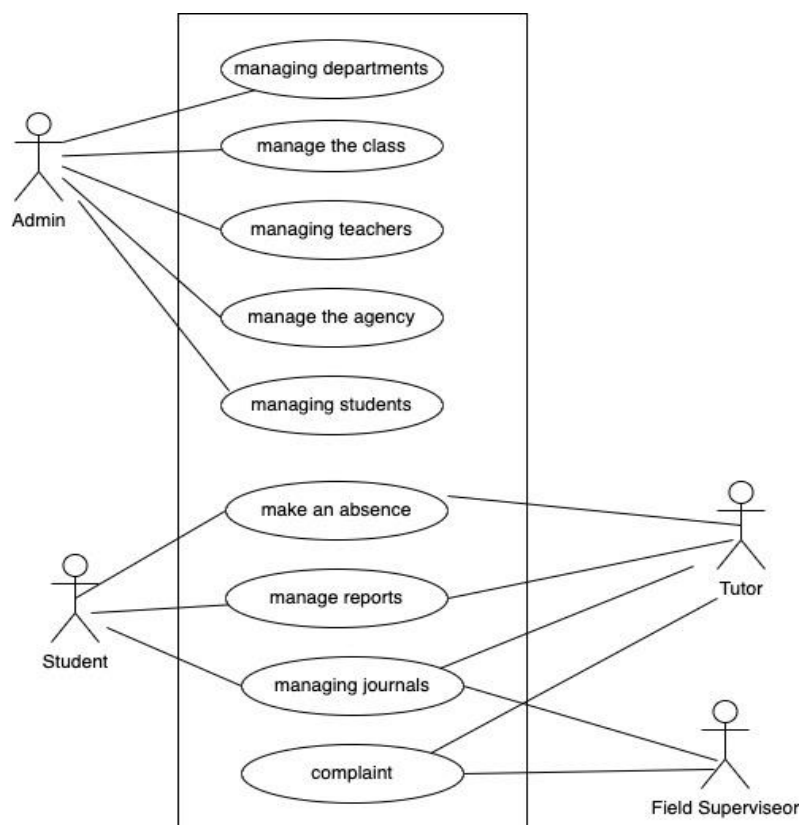 managing departments
manage the class
Admin
managing teachers
manage the agency
managing students
make an absence
manage reports
Tutor
Student
managing journals
complaint
Field Superviseor